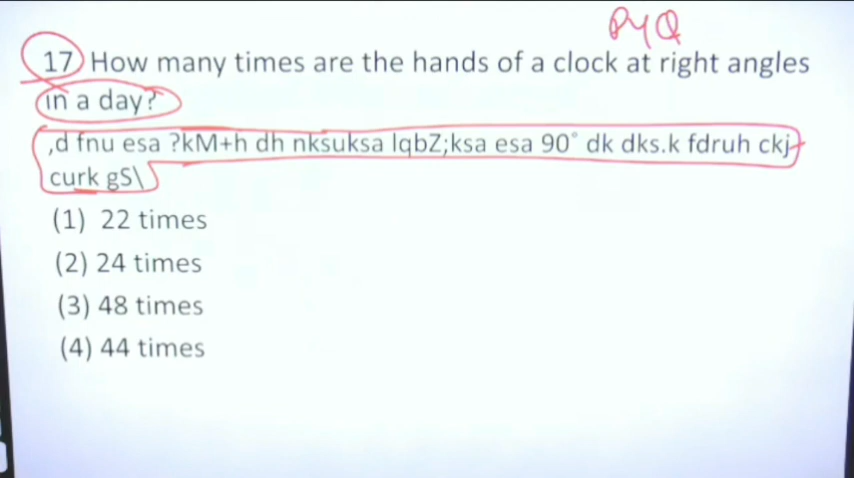 PYQ
17) How many times are the hands of a clock at right angles
in a day?
,d fnu esa ?kM+h dh nksuksa lqbZ;ksa esa 90° dk dks.k fdruh ckj
curk gS\
(1) 22 times
(2) 24 times
(3) 48 times
(4) 44 times